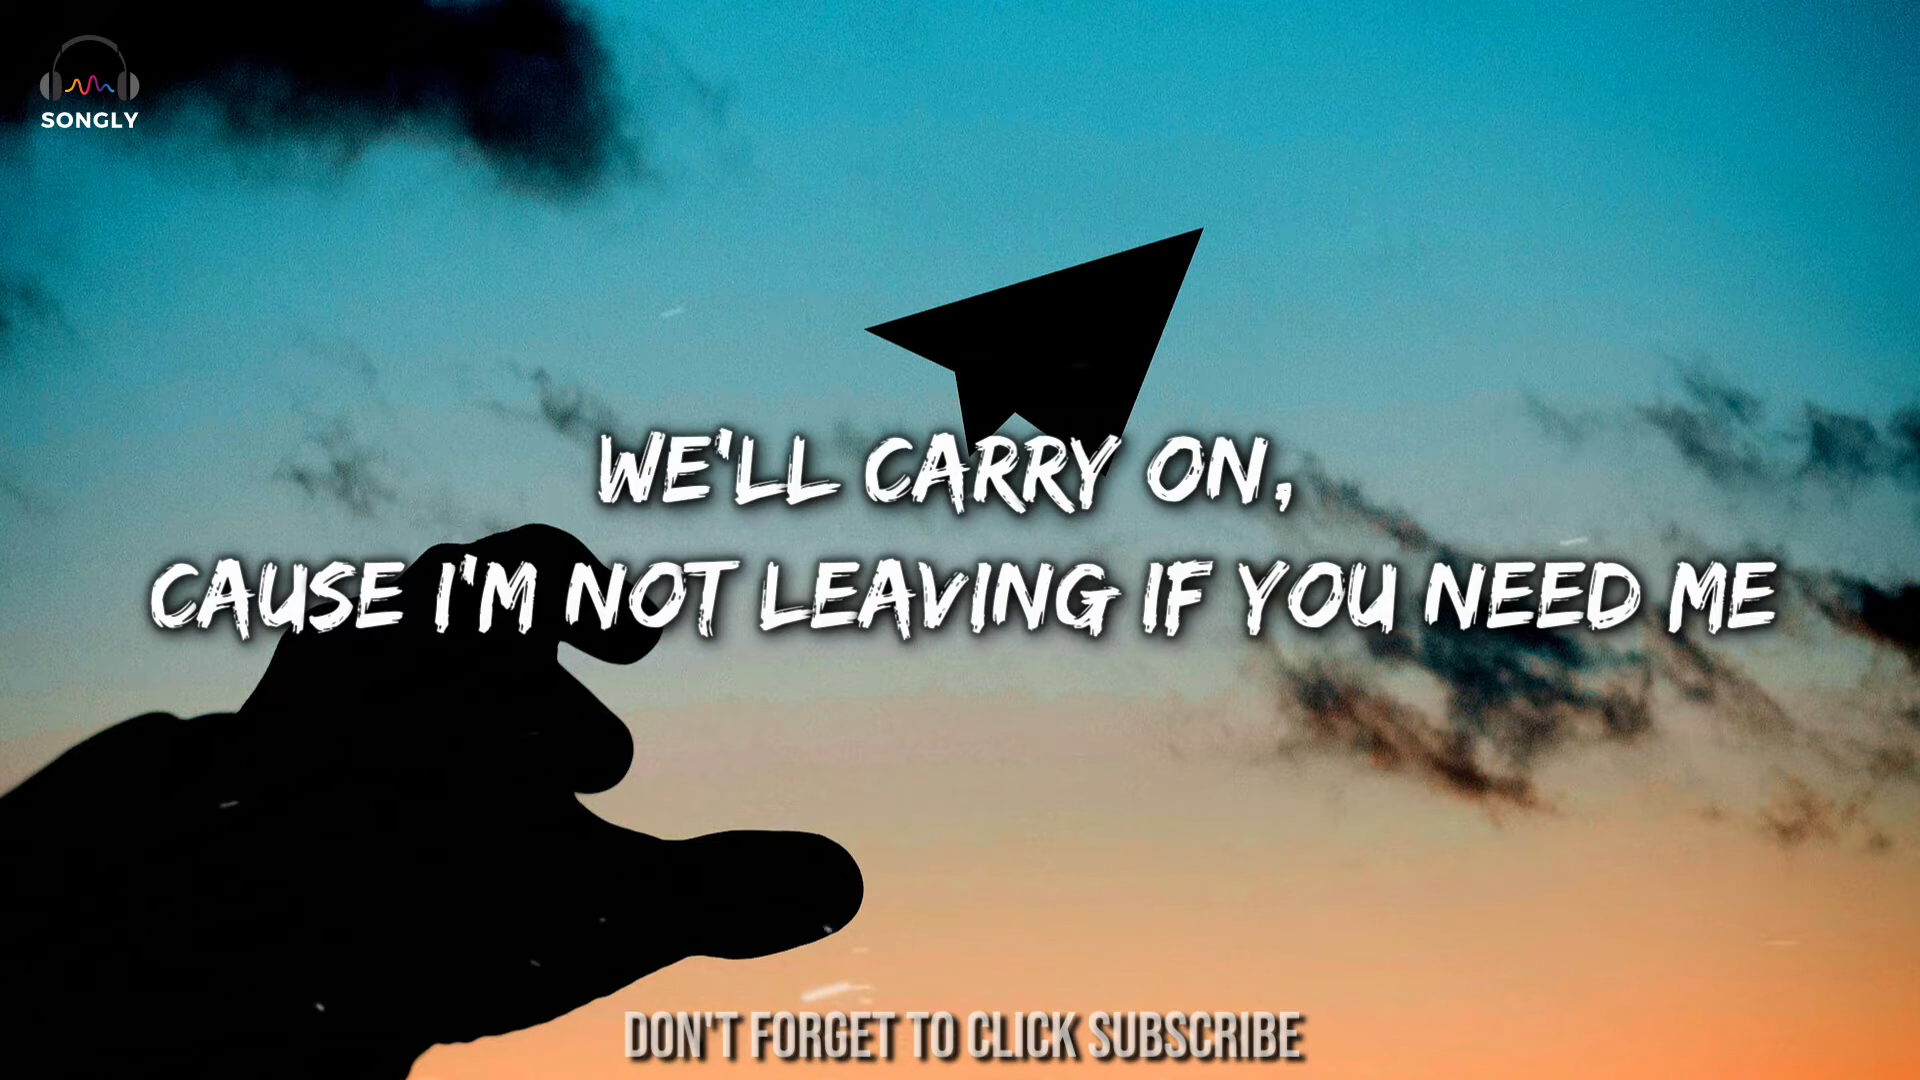 SONGLY
WE'LL CARRY ON,
CAUSE I'M NOT LEAVING IF YOU NEED ME
DON'T FORGET TO CLICK SUBSCRIBE